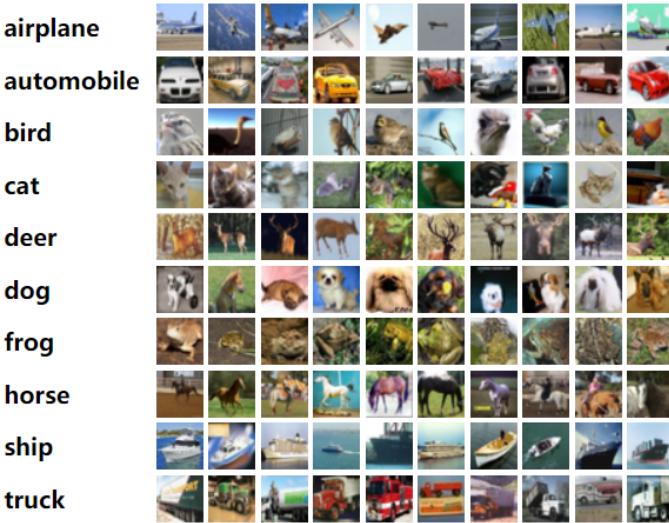 airplane
automobile
bird
cat
deer
dog
frog
horse
ship
truck